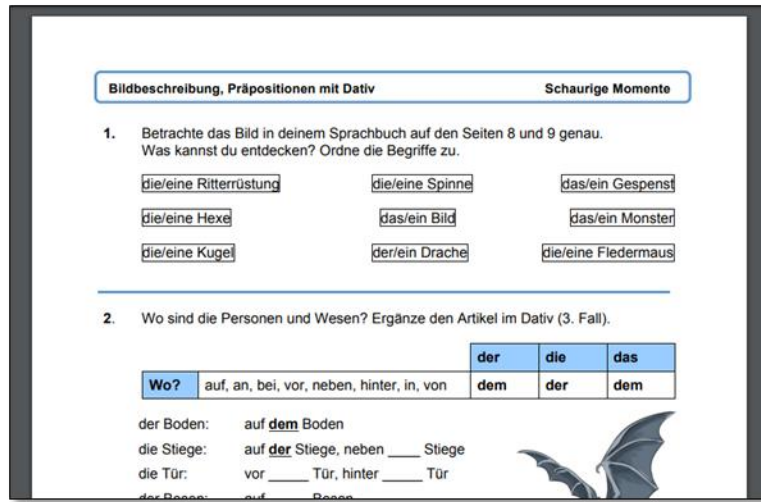 Bildbeschreibung, Präpositionen mit Dativ Schaurige Momente
1. Betrachte das Bild in deinem Sprachbuch auf den Seiten 8 und 9 genau.
Was kannst du entdecken? Ordne die Begriffe zu.
die/eine Ritterrüstung die/eine Spinne das/ein Gespenst
die/eine Hexe das/ein Bild das/ein Monster
die/eine Kugel der/ein Drache die/eine Fledermaus
2. Wo sind die Personen und Wesen? Ergänze den Artikel im Dativ (3. Fall).
der die das
Wo? auf, an, bei, vor, neben, hinter, in, von dem der dem
der Boden: auf dem Boden
die Stiege: auf der Stiege, neben ____ Stiege
die Tür: vor ______ Tür, hinter ______ Tür